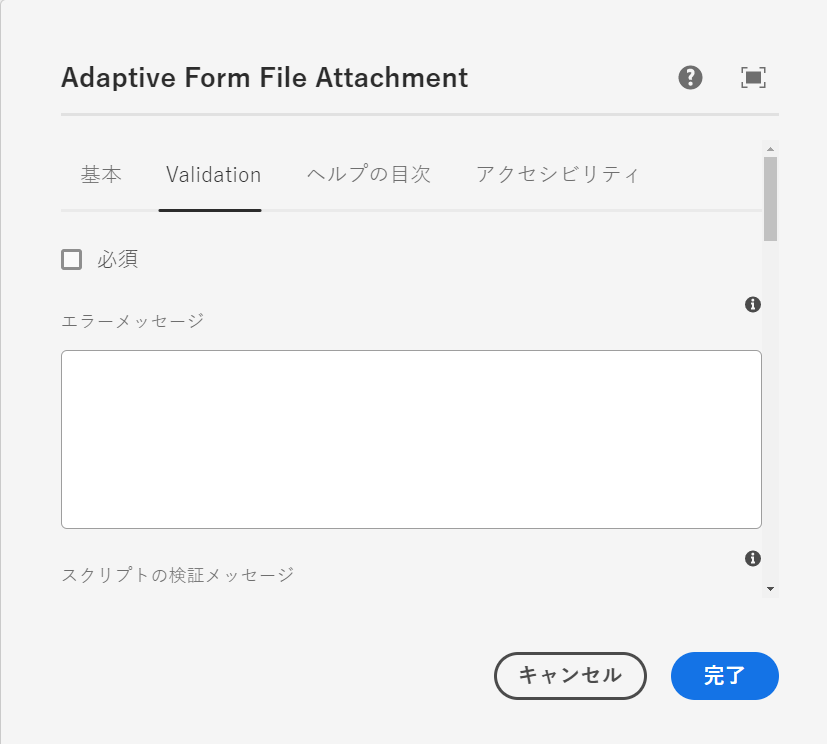 Adaptive Form File Attachment
基本 Validation ヘルプの目次 アクセシビリティ
必須
エラーメッセージ
スクリプトの検証メッセージ
キャンセル 完了